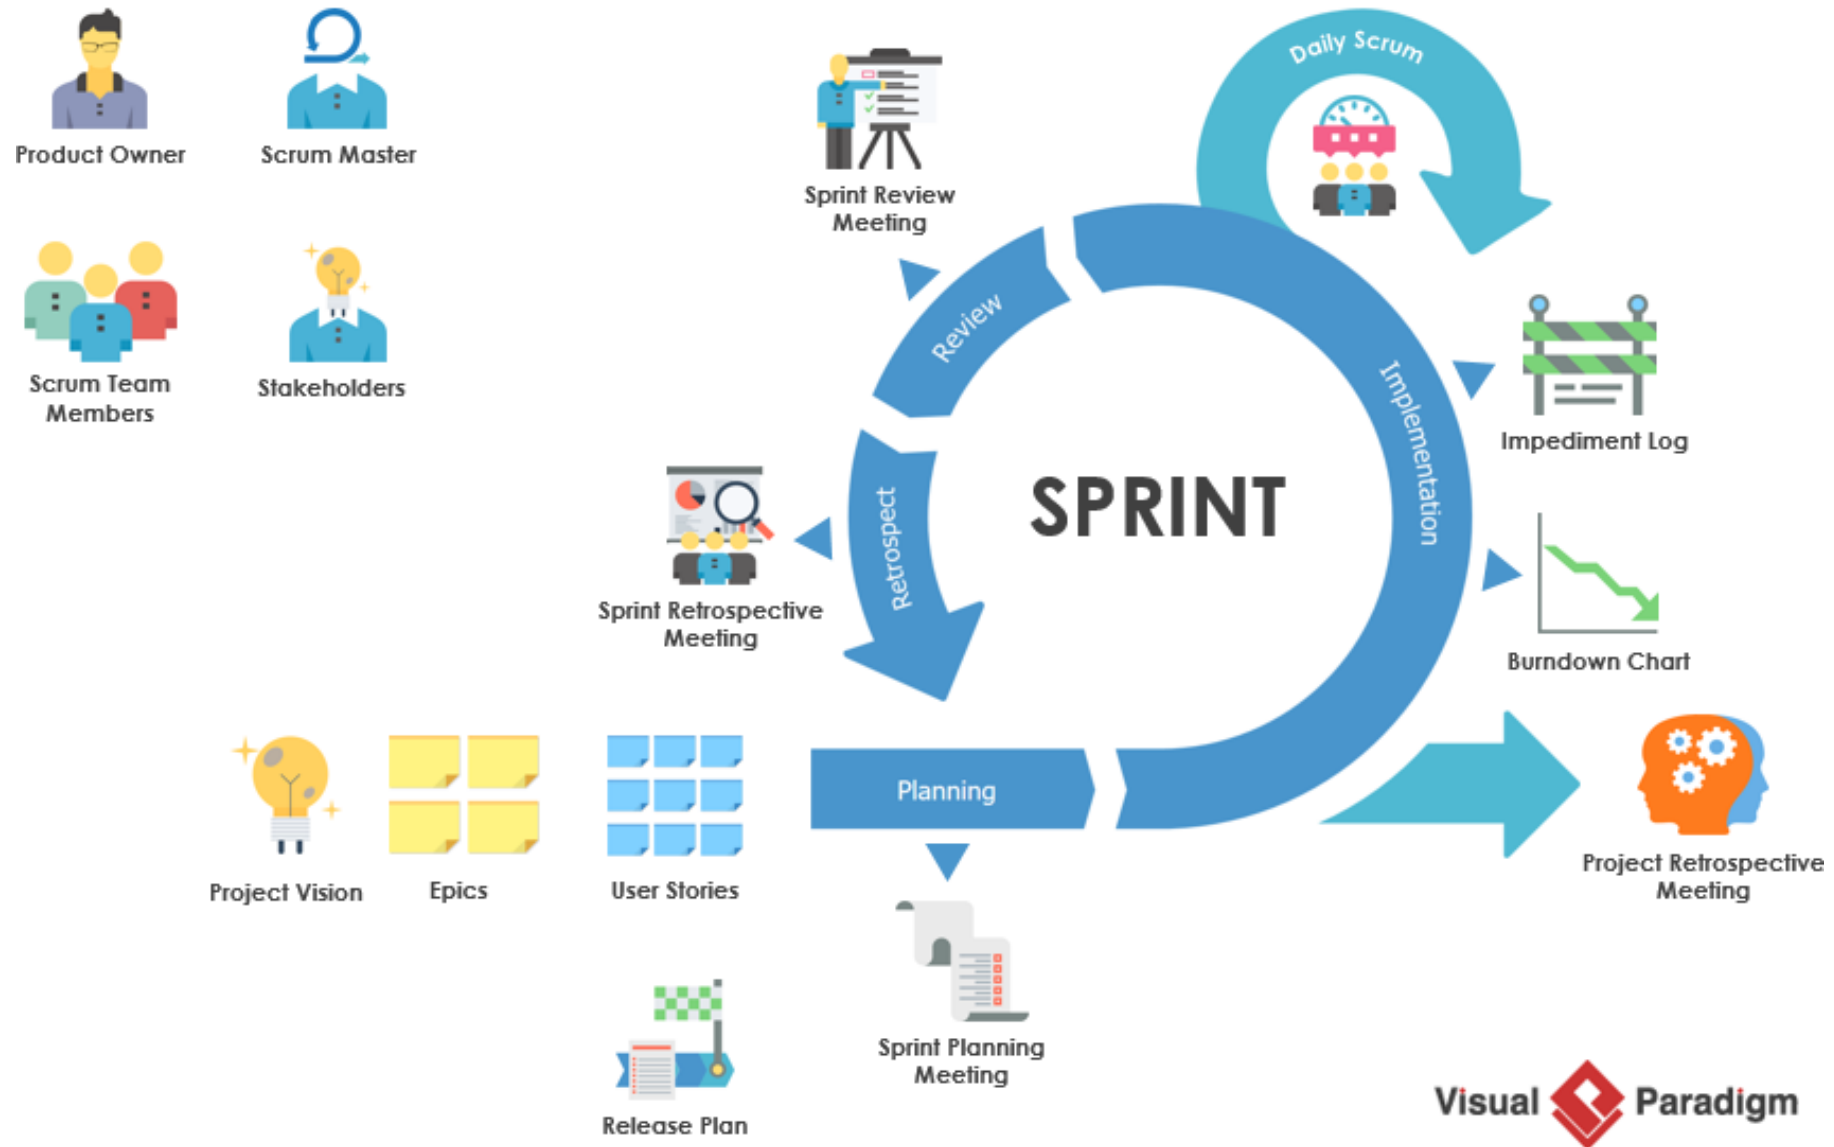 Product Owner
Scrum Master
Scrum Team
Members
Stakeholders
Sprint Review
Meeting
Daily Scrum
Review
Implementation
Impediment Log
SPRINT
Retrospect
Sprint Retrospective
Meeting
Burndown Chart
Planning
Project Vision
Epics
User Stories
Project Retrospective
Meeting
Sprint Planning
Meeting
Release Plan
Visual Paradigm